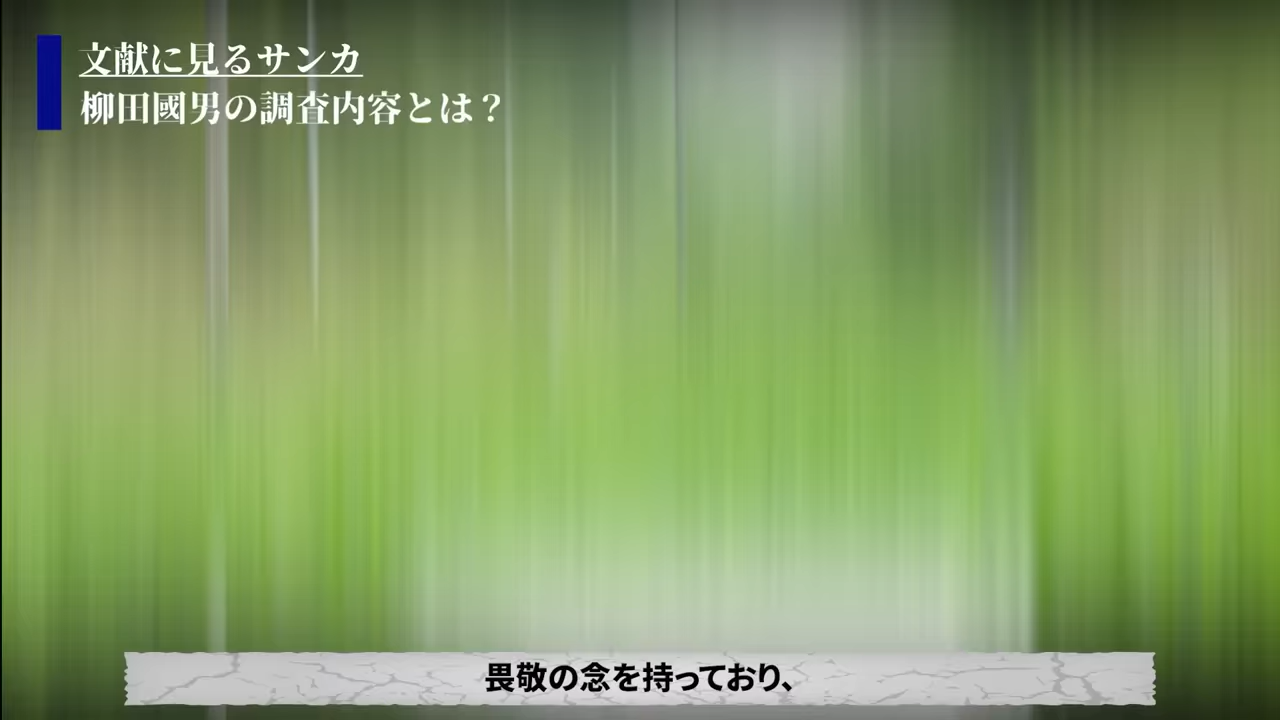 文献に見るサンカ
柳田國男の調査内容とは？
畏敬の念を持っており、